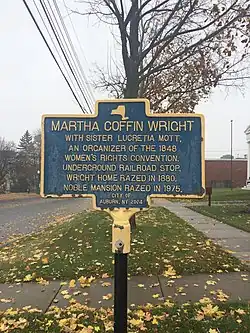 MARTHA COFFIN WRIGHT
WITH SISTER LUCRETIA MOTT,
AN ORGANIZER OF THE 1848
WOMEN'S RIGHTS CONVENTION.
UNDERGROUND RAILROAD STOP.
WRIGHT HOME RAZED IN 1880.
NOBLE MANSION RAZED IN 1975.
CITY OF
AUBURN, NY 2004